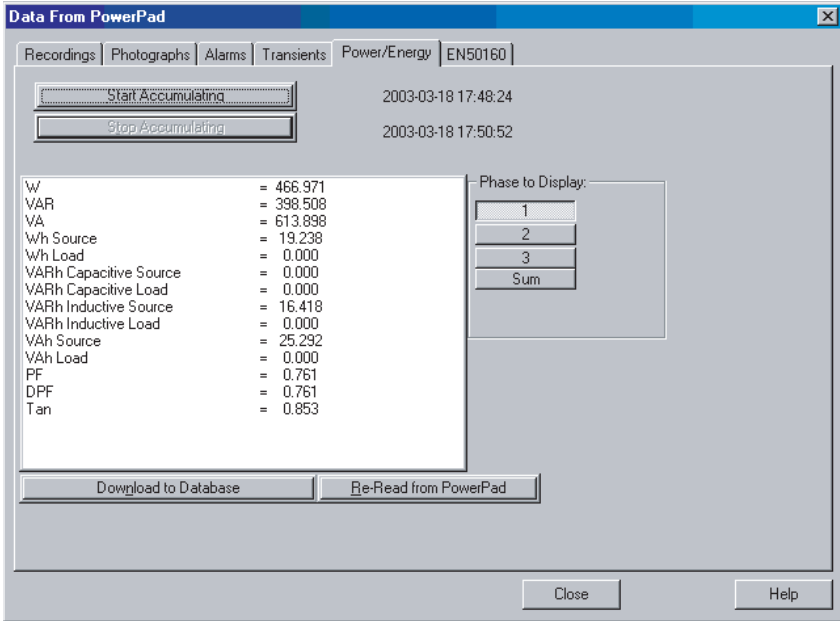 Data From PowerPad
Recordings Photographs Alarms Transients Power/Energy EN50160
Start Accumulating 2003-03-18 17:48:24
Stop Accumulating 2003-03-18 17:50:52
W = 466.971
VAR = 398.508
VA = 613.898
Wh Source = 19.238
Wh Load = 0.000
VARh Capacitive Source = 0.000
VARh Capacitive Load = 0.000
VARh Inductive Source = 16.418
VARh Inductive Load = 0.000
VAh Source = 25.292
VAh Load = 0.000
PF = 0.761
DPF = 0.761
Tan = 0.853
Phase to Display:
1
2
3
Sum
Download to Database Re-Read from PowerPad
Close Help